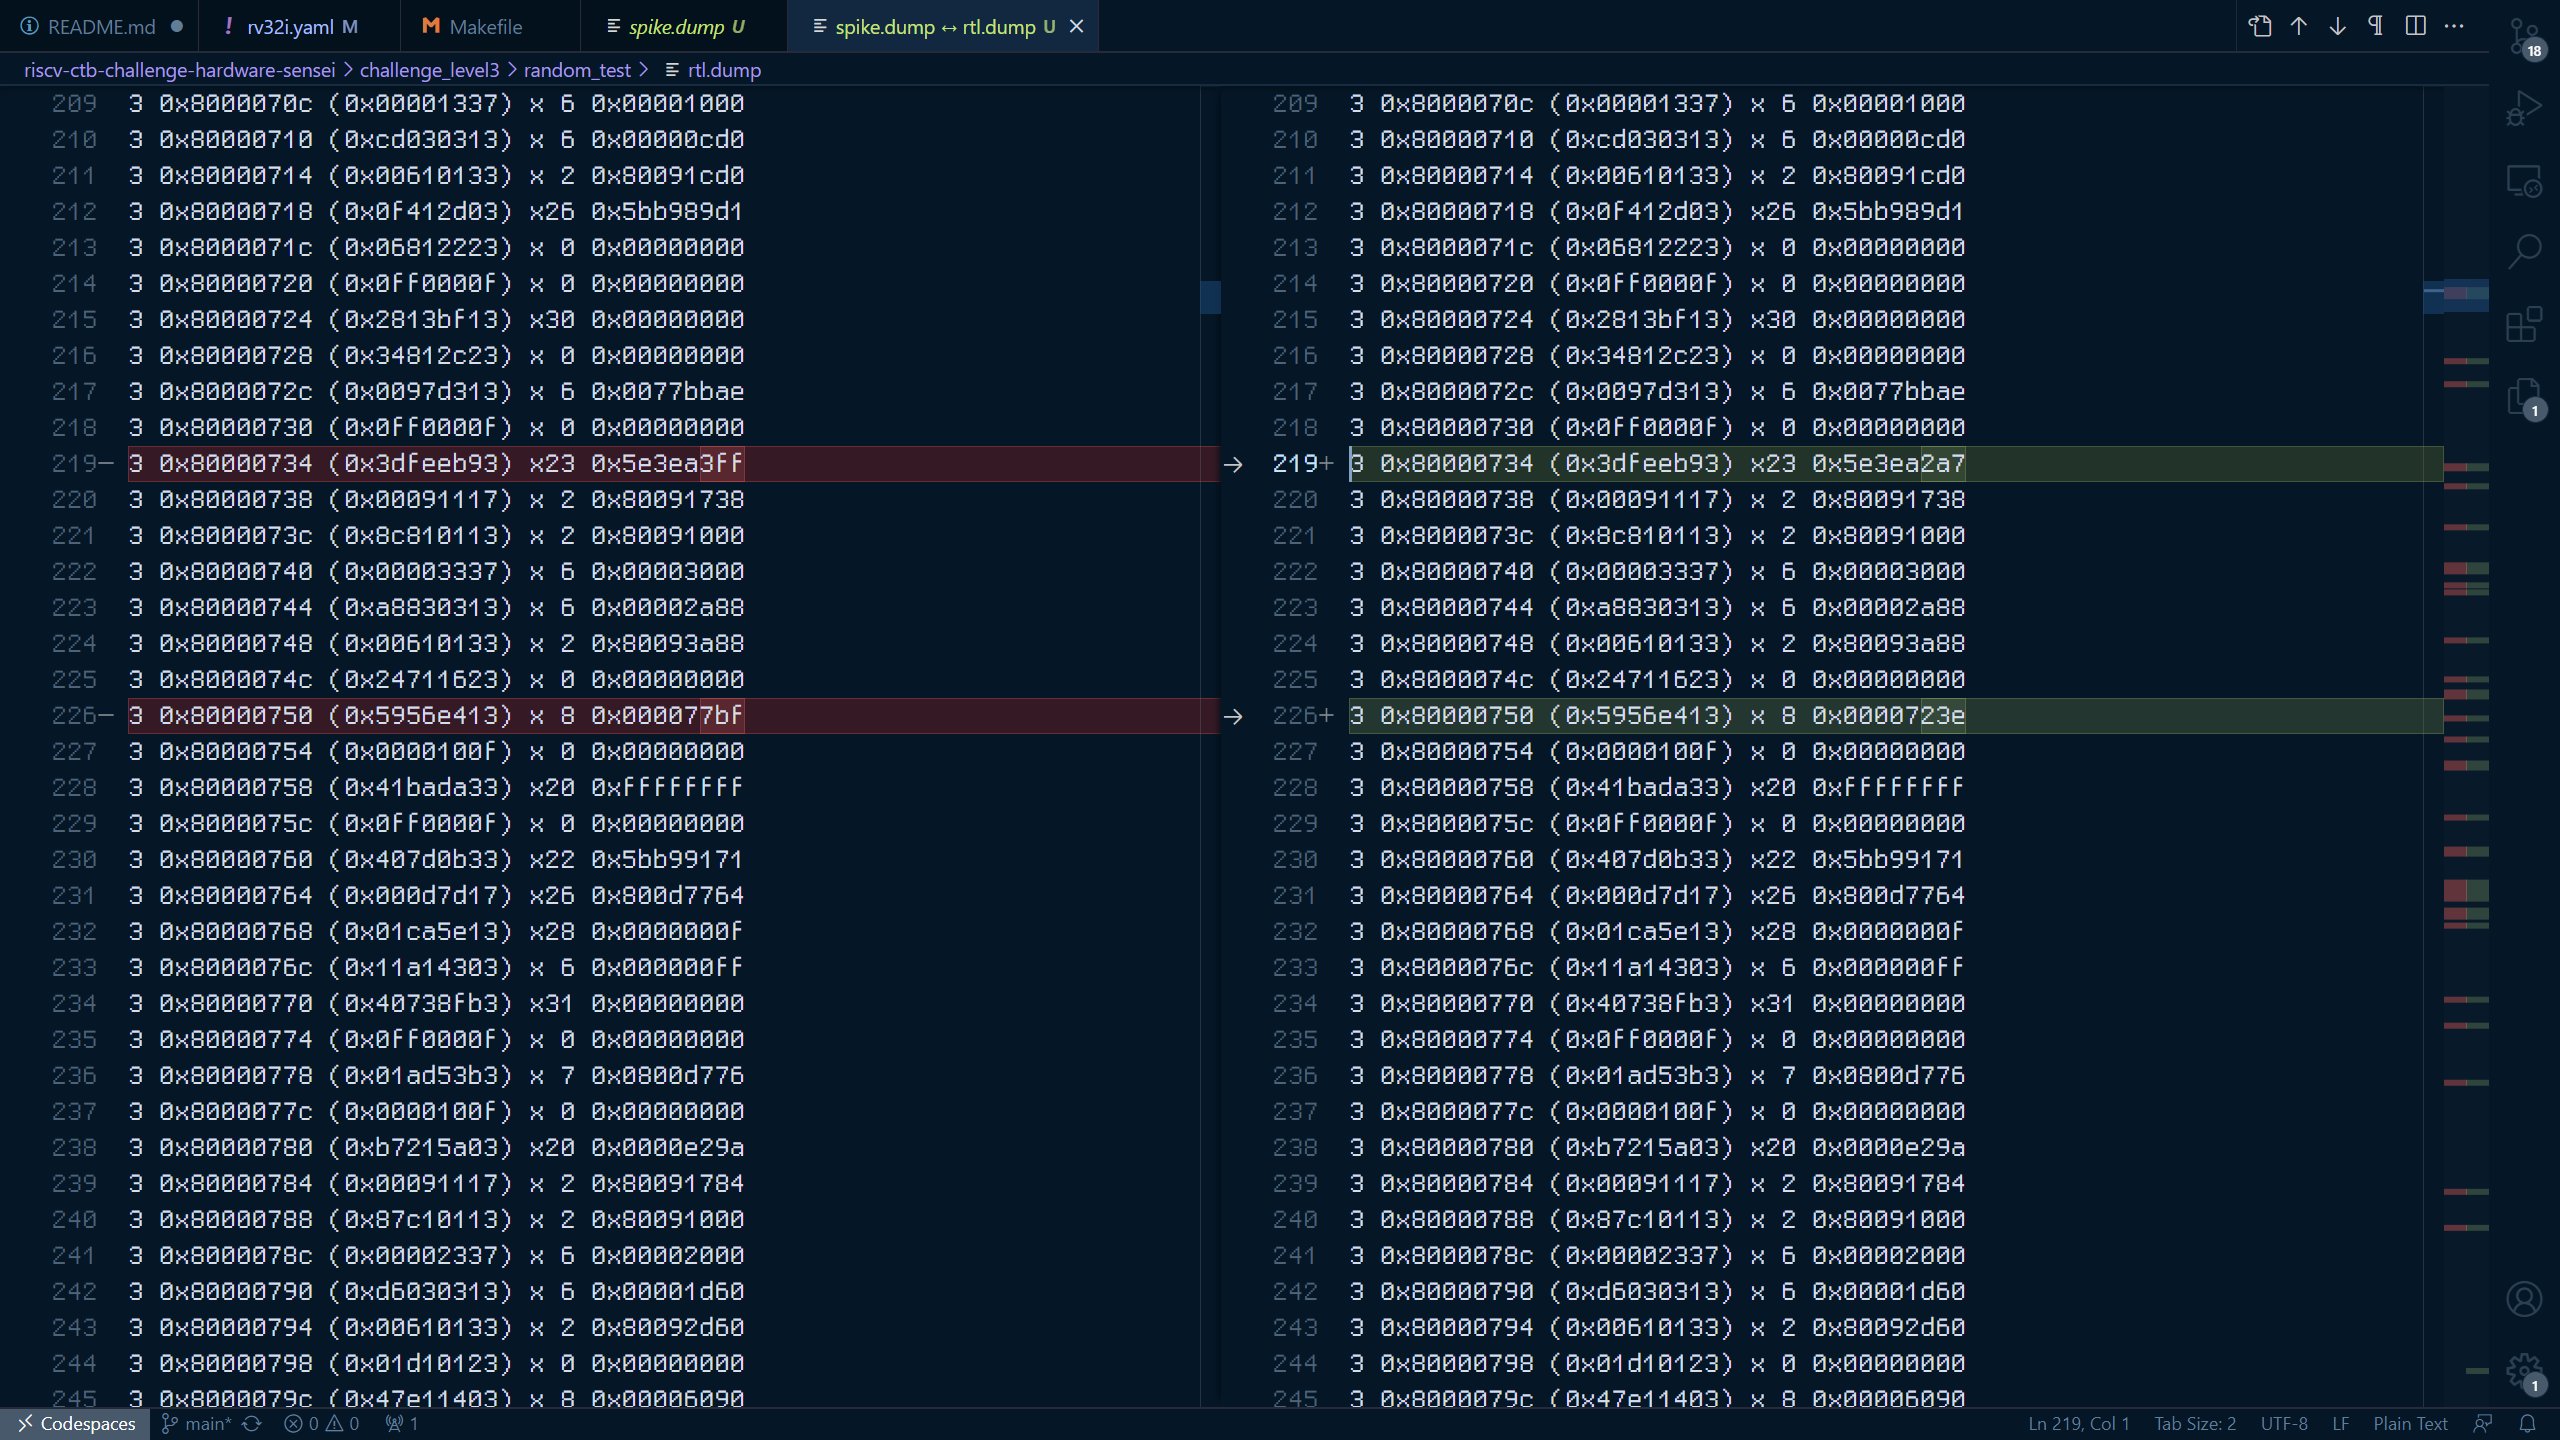 README.md
rv32i.yaml M
Makefile
spike.dump U
spike.dump ↔ rtl.dump U
18
riscv-ctb-challenge-hardware-sensei > challenge_level3 > random_test > rtl.dump
209 3 0x8000070c (0x00001337) x 6 0x00001000 209 3 0x8000070c (0x00001337) x 6 0x00001000
210 3 0x80000710 (0xcd030313) x 6 0x00000cd0 210 3 0x80000710 (0xcd030313) x 6 0x00000cd0
211 3 0x80000714 (0x00610133) x 2 0x80091cd0 211 3 0x80000714 (0x00610133) x 2 0x80091cd0
212 3 0x80000718 (0x0f412d03) x26 0x5bb989d1 212 3 0x80000718 (0x0f412d03) x26 0x5bb989d1
213 3 0x8000071c (0x06812223) x 0 0x00000000 213 3 0x8000071c (0x06812223) x 0 0x00000000
214 3 0x80000720 (0x0ff0000f) x 0 0x00000000 214 3 0x80000720 (0x0ff0000f) x 0 0x00000000
215 3 0x80000724 (0x2813bf13) x30 0x00000000 215 3 0x80000724 (0x2813bf13) x30 0x00000000
216 3 0x80000728 (0x34812c23) x 0 0x00000000 216 3 0x80000728 (0x34812c23) x 0 0x00000000
217 3 0x8000072c (0x0097d313) x 6 0x0077bbae 217 3 0x8000072c (0x0097d313) x 6 0x0077bbae
218 3 0x80000730 (0x0ff0000f) x 0 0x00000000 218 3 0x80000730 (0x0ff0000f) x 0 0x00000000
219− 3 0x80000734 (0x3dfeeb93) x23 0x5e3ea3ff → 219+ 3 0x80000734 (0x3dfeeb93) x23 0x5e3ea2a7
220 3 0x80000738 (0x00091117) x 2 0x80091738 220 3 0x80000738 (0x00091117) x 2 0x80091738
221 3 0x8000073c (0x8c810113) x 2 0x80091000 221 3 0x8000073c (0x8c810113) x 2 0x80091000
222 3 0x80000740 (0x00003337) x 6 0x00003000 222 3 0x80000740 (0x00003337) x 6 0x00003000
223 3 0x80000744 (0xa8830313) x 6 0x00002a88 223 3 0x80000744 (0xa8830313) x 6 0x00002a88
224 3 0x80000748 (0x00610133) x 2 0x80093a88 224 3 0x80000748 (0x00610133) x 2 0x80093a88
225 3 0x8000074c (0x24711623) x 0 0x00000000 225 3 0x8000074c (0x24711623) x 0 0x00000000
226− 3 0x80000750 (0x5956e413) x 8 0x000077bf → 226+ 3 0x80000750 (0x5956e413) x 8 0x0000723e
227 3 0x80000754 (0x0000100f) x 0 0x00000000 227 3 0x80000754 (0x0000100f) x 0 0x00000000
228 3 0x80000758 (0x41bada33) x20 0xffffffff 228 3 0x80000758 (0x41bada33) x20 0xffffffff
229 3 0x8000075c (0x0ff0000f) x 0 0x00000000 229 3 0x8000075c (0x0ff0000f) x 0 0x00000000
230 3 0x80000760 (0x407d0b33) x22 0x5bb99171 230 3 0x80000760 (0x407d0b33) x22 0x5bb99171
231 3 0x80000764 (0x000d7d17) x26 0x800d7764 231 3 0x80000764 (0x000d7d17) x26 0x800d7764
232 3 0x80000768 (0x01ca5e13) x28 0x0000000f 232 3 0x80000768 (0x01ca5e13) x28 0x0000000f
233 3 0x8000076c (0x11a14303) x 6 0x000000ff 233 3 0x8000076c (0x11a14303) x 6 0x000000ff
234 3 0x80000770 (0x40738fb3) x31 0x00000000 234 3 0x80000770 (0x40738fb3) x31 0x00000000
235 3 0x80000774 (0x0ff0000f) x 0 0x00000000 235 3 0x80000774 (0x0ff0000f) x 0 0x00000000
236 3 0x80000778 (0x01ad53b3) x 7 0x0800d776 236 3 0x80000778 (0x01ad53b3) x 7 0x0800d776
237 3 0x8000077c (0x0000100f) x 0 0x00000000 237 3 0x8000077c (0x0000100f) x 0 0x00000000
238 3 0x80000780 (0xb7215a03) x20 0x0000e29a 238 3 0x80000780 (0xb7215a03) x20 0x0000e29a
239 3 0x80000784 (0x00091117) x 2 0x80091784 239 3 0x80000784 (0x00091117) x 2 0x80091784
240 3 0x80000788 (0x87c10113) x 2 0x80091000 240 3 0x80000788 (0x87c10113) x 2 0x80091000
241 3 0x8000078c (0x00002337) x 6 0x00002000 241 3 0x8000078c (0x00002337) x 6 0x00002000
242 3 0x80000790 (0xd6030313) x 6 0x00001d60 242 3 0x80000790 (0xd6030313) x 6 0x00001d60
243 3 0x80000794 (0x00610133) x 2 0x80092d60 243 3 0x80000794 (0x00610133) x 2 0x80092d60
244 3 0x80000798 (0x01d10123) x 0 0x00000000 244 3 0x80000798 (0x01d10123) x 0 0x00000000
245 3 0x8000079c (0x47e11403) x 8 0x00006090 245 3 0x8000079c (0x47e11403) x 8 0x00006090
1
1
Codespaces main* 0 0 1 Ln 219, Col 1 Tab Size: 2 UTF-8 LF Plain Text